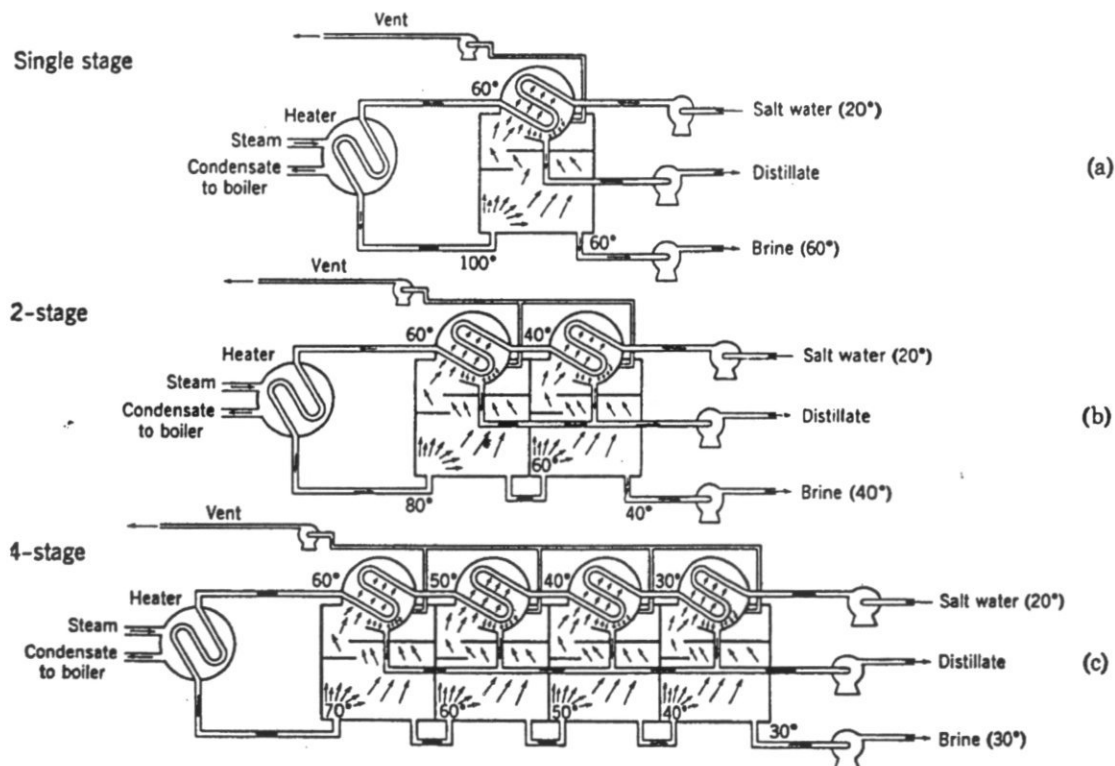 Vent
Single stage
60°
Heater
Salt water (20°)
Steam
Condensate
to boiler
Distillate
(a)
60°
100°
Brine (60°)
Vent
2-stage
60°
40°
Heater
Salt water (20°)
Steam
Condensate
to boiler
Distillate
(b)
60°
80°
40°
Brine (40°)
Vent
4-stage
60°
50°
40°
30°
Heater
Salt water (20°)
Steam
Condensate
to boiler
Distillate
(c)
70°
60°
50°
40°
30°
Brine (30°)